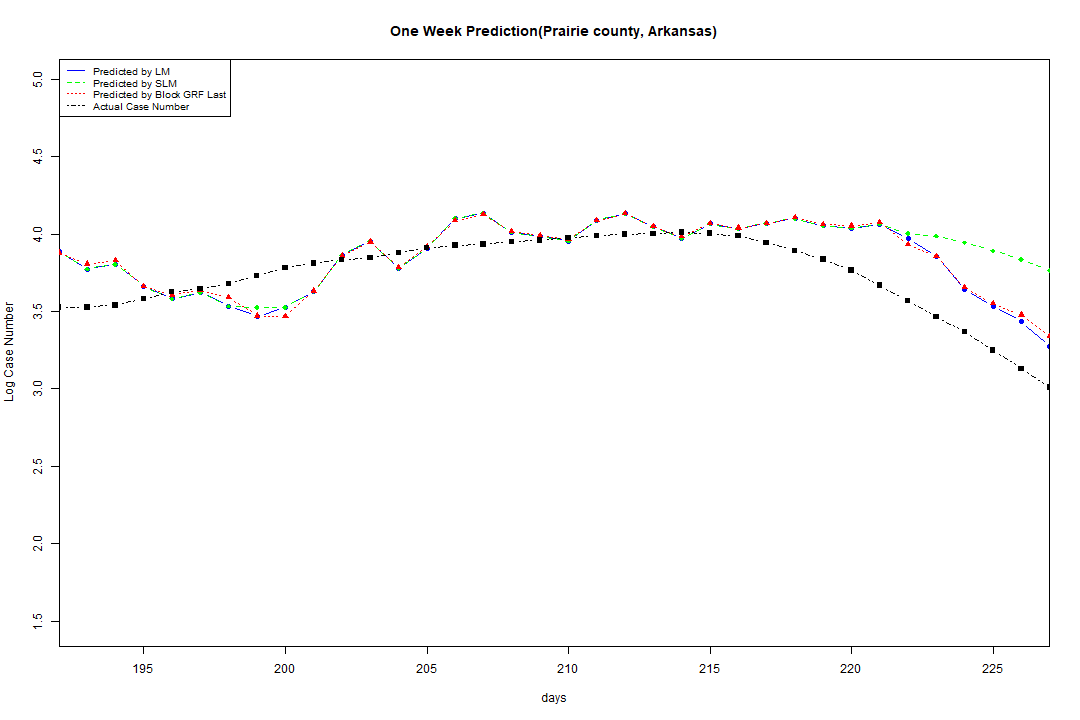 One Week Prediction(Prairie county, Arkansas)
Predicted by LM
Predicted by SLM
Predicted by Block GRF Last
Actual Case Number
5.0
4.5
4.0
3.5
3.0
2.5
2.0
1.5
Log Case Number
195 200 205 210 215 220 225
days